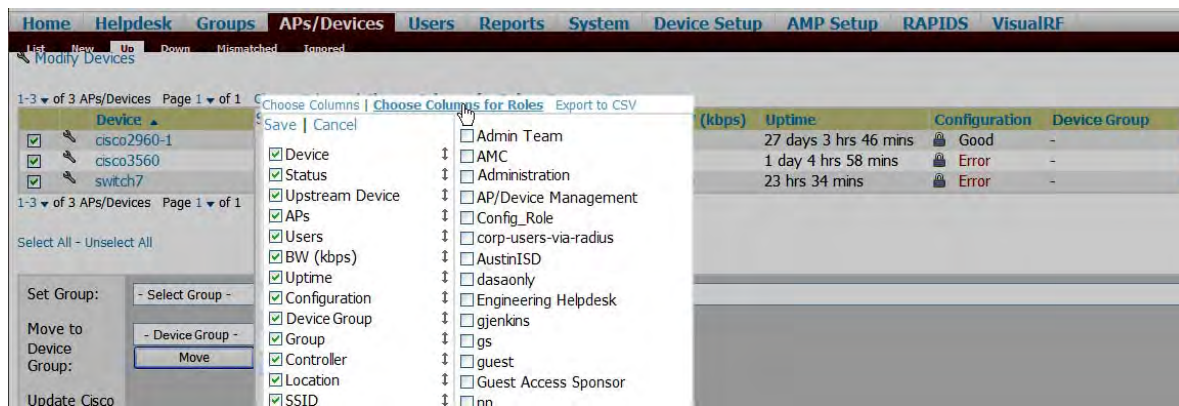 Home Helpdesk Groups APs/Devices Users Reports System Device Setup AMP Setup RAPIDS VisualRF
List New Up Down Mismatched Ignored
Modify Devices
1-3 of 3 APs/Devices Page 1 of 1
Choose Columns | Choose Columns for Roles Export to CSV
Device (kbps) Uptime Configuration Device Group
cisco2960-1 27 days 3 hrs 46 mins Good -
cisco3560 1 day 4 hrs 58 mins Error -
switch7 23 hrs 34 mins Error -
1-3 of 3 APs/Devices Page 1 of 1
Select All - Unselect All
Set Group: - Select Group -
Move to
Device
Group:
- Device Group -
Move
Update Cisco
Save | Cancel
Device
Status
Upstream Device
APs
Users
BW (kbps)
Uptime
Configuration
Device Group
Group
Controller
Location
SSID
Admin Team
AMC
Administration
AP/Device Management
Config_Role
corp-users-via-radius
AustinISD
dasaonly
Engineering Helpdesk
gjenkins
gs
guest
Guest Access Sponsor